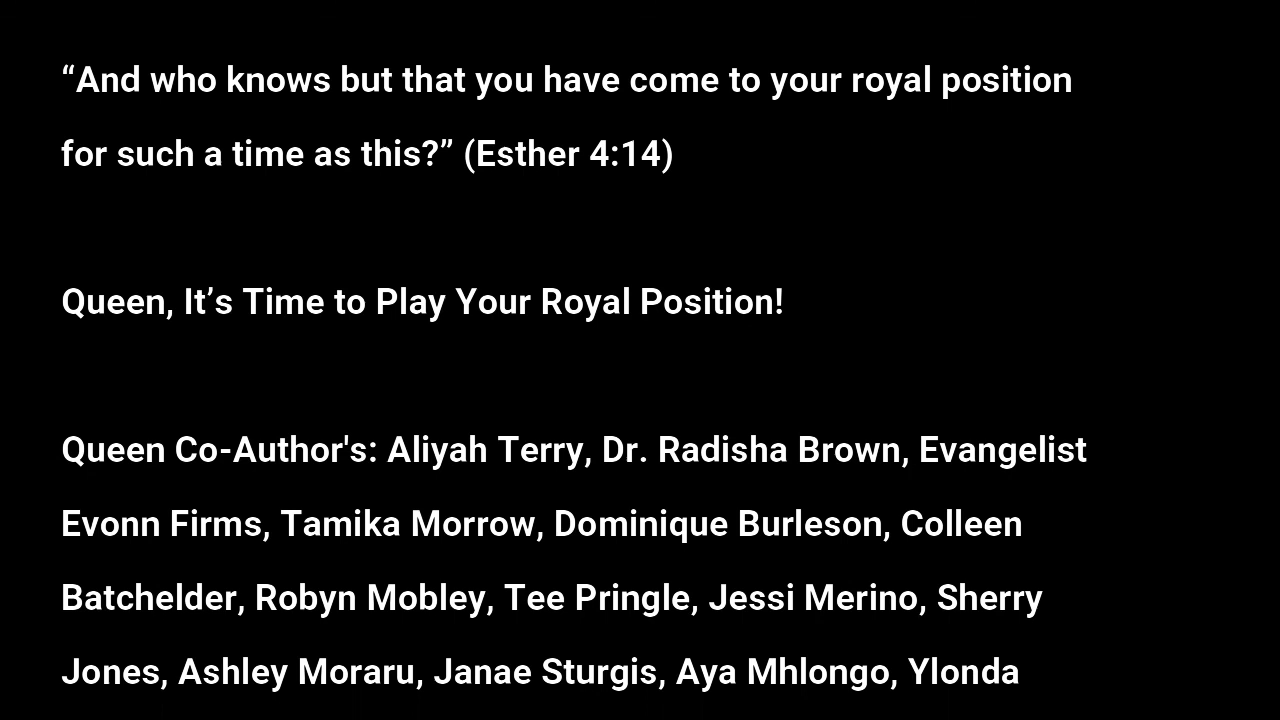 “And who knows but that you have come to your royal position
for such a time as this?” (Esther 4:14)
Queen, It’s Time to Play Your Royal Position!
Queen Co-Author's: Aliyah Terry, Dr. Radisha Brown, Evangelist
Evonn Firms, Tamika Morrow, Dominique Burleson, Colleen
Batchelder, Robyn Mobley, Tee Pringle, Jessi Merino, Sherry
Jones, Ashley Moraru, Janae Sturgis, Aya Mhlongo, Ylonda